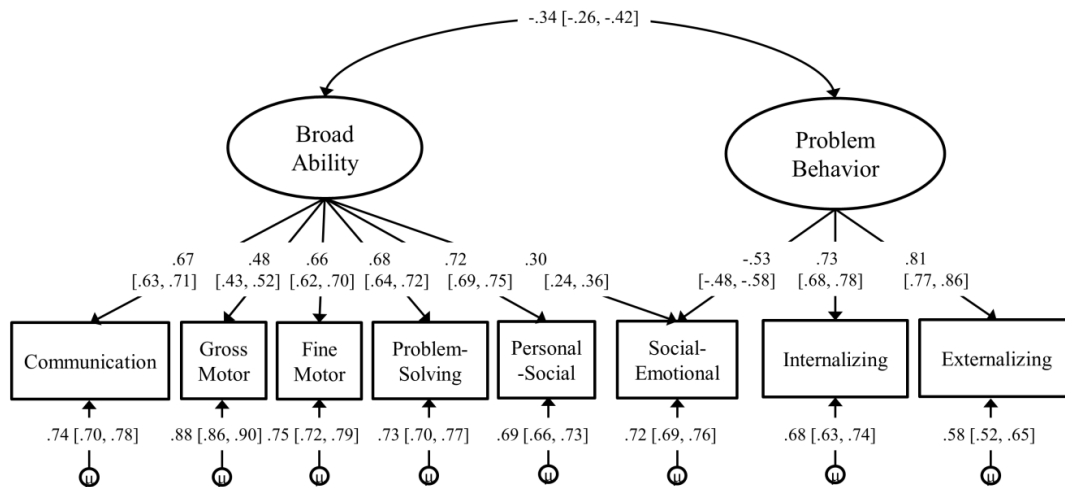 -.34 [-.26, -.42]
Broad
Ability
Problem
Behavior
.67 .48 .66 .68 .72 .30 -.53 .73 .81
[.63, .71] [.43, .52] [.62, .70] [.64, .72] [.69, .75] [.24, .36] [-.48, -.58] [.68, .78] [.77, .86]
Communication
Gross
Motor
Fine
Motor
Problem-
Solving
Personal
-Social
Social-
Emotional
Internalizing
Externalizing
.74 [.70, .78] .88 [.86, .90] .75 [.72, .79] .73 [.70, .77] .69 [.66, .73] .72 [.69, .76] .68 [.63, .74] .58 [.52, .65]
μ μ μ μ μ μ μ μ